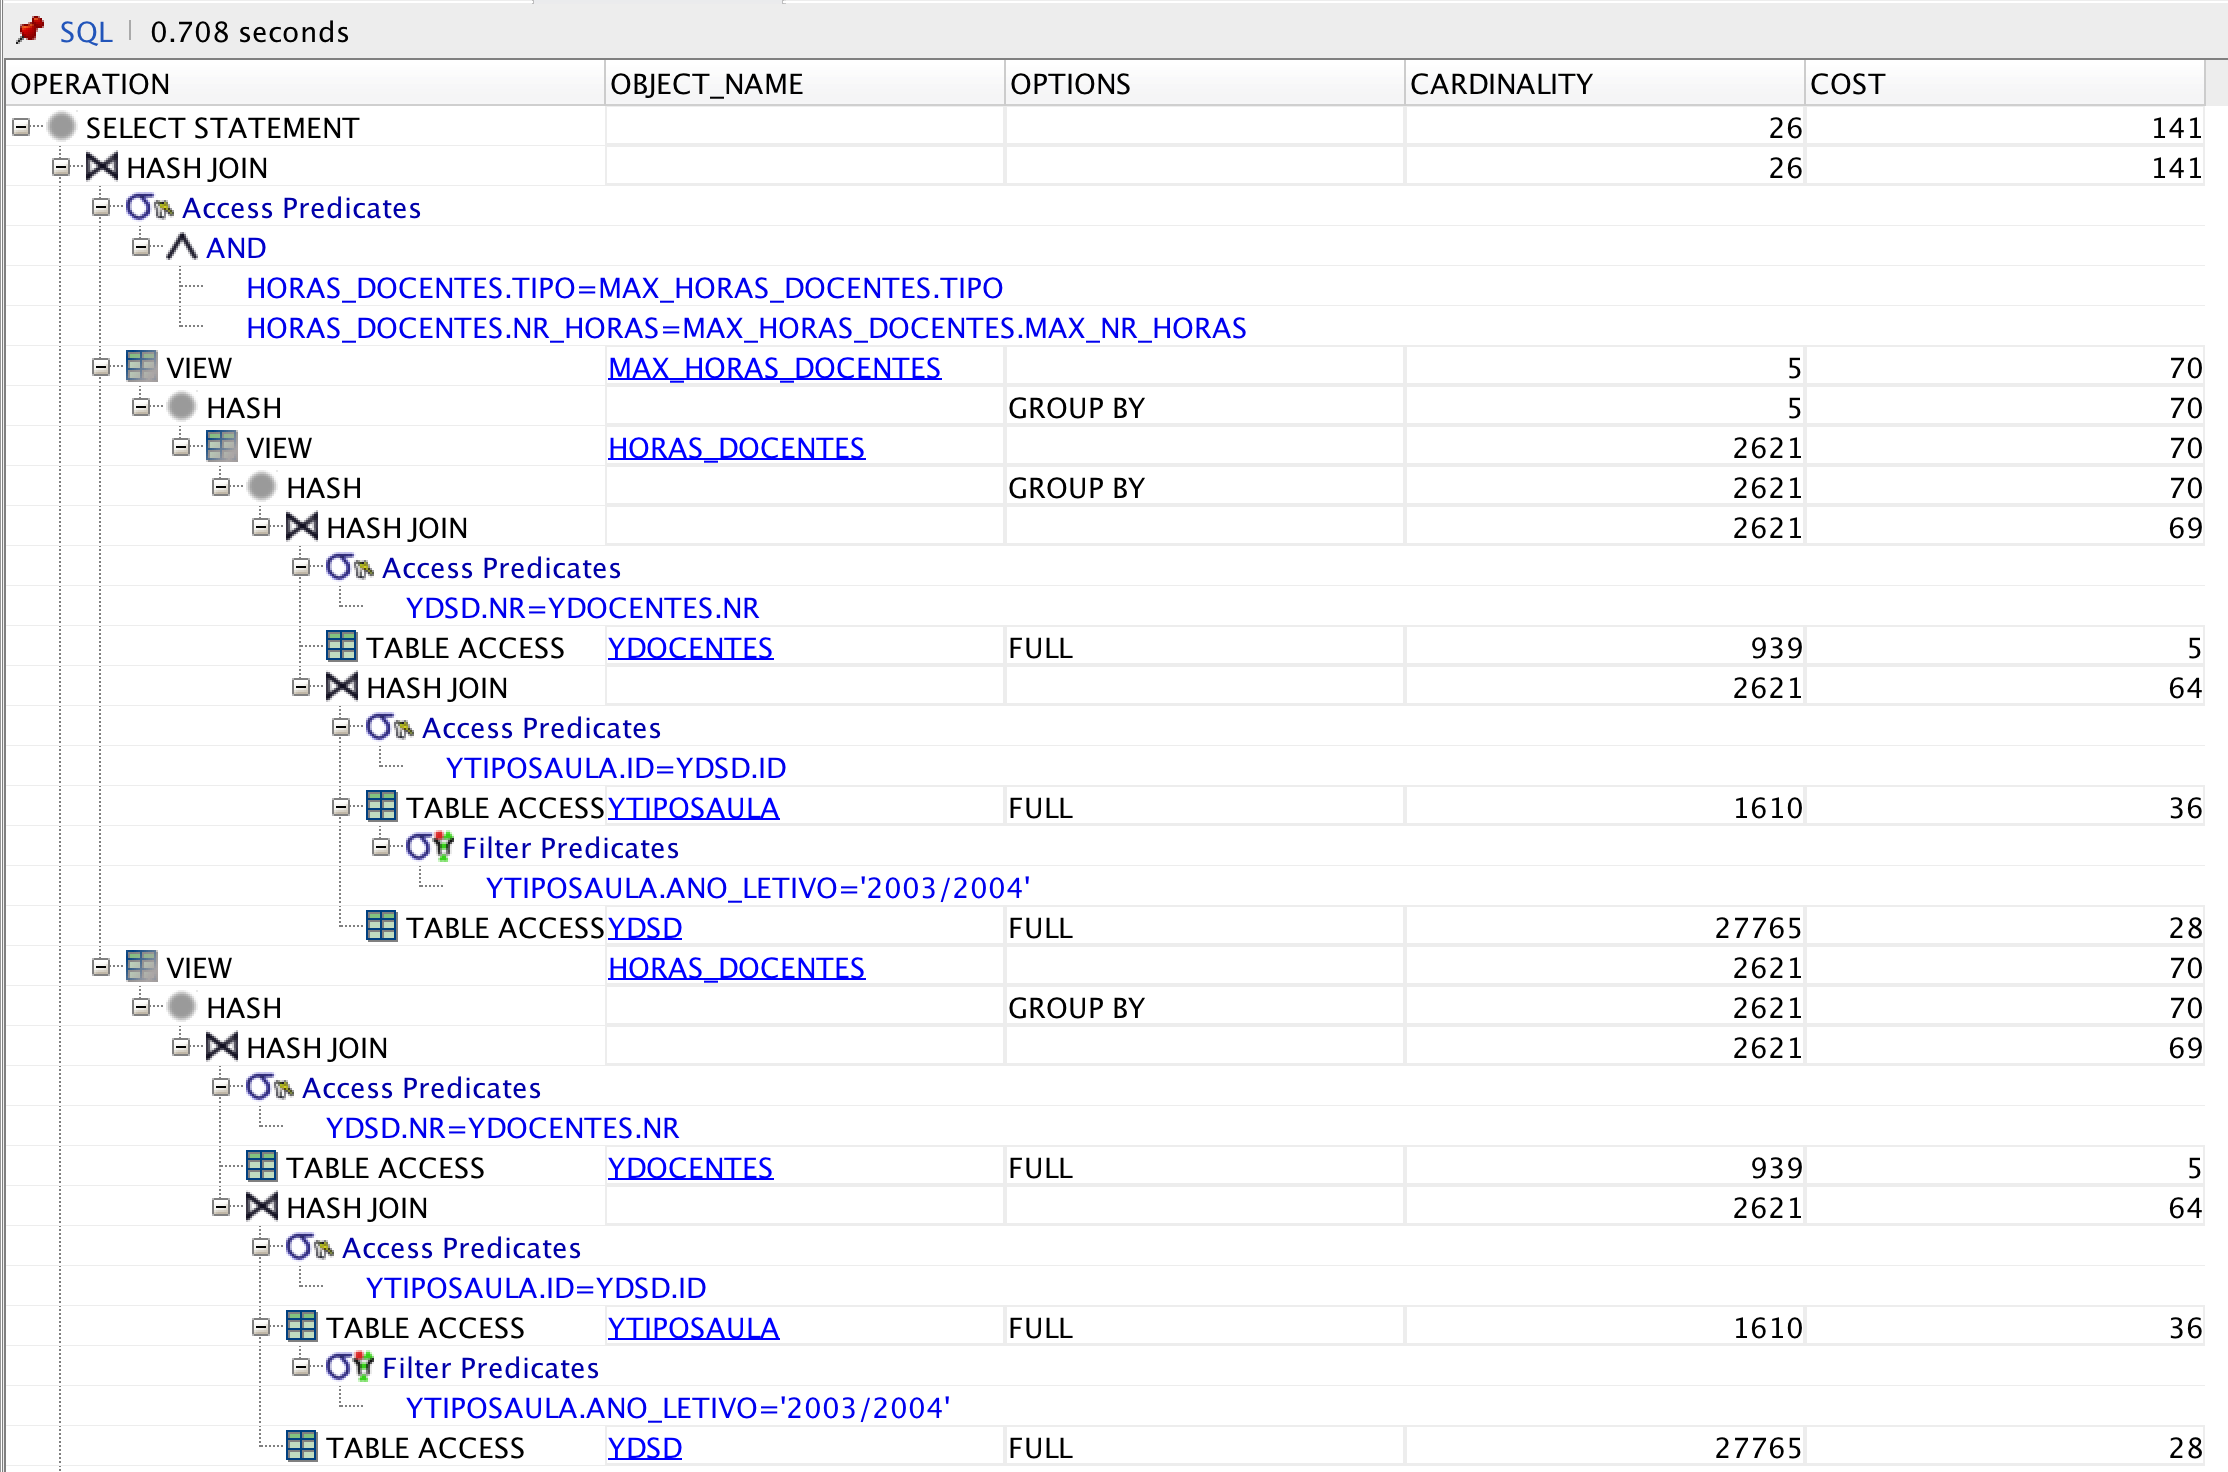 SQL | 0.708 seconds
OPERATION OBJECT_NAME OPTIONS CARDINALITY COST
SELECT STATEMENT 26 141
HASH JOIN 26 141
Access Predicates
AND
HORAS_DOCENTES.TIPO=MAX_HORAS_DOCENTES.TIPO
HORAS_DOCENTES.NR_HORAS=MAX_HORAS_DOCENTES.MAX_NR_HORAS
VIEW MAX_HORAS_DOCENTES 5 70
HASH GROUP BY 5 70
VIEW HORAS_DOCENTES 2621 70
HASH GROUP BY 2621 70
HASH JOIN 2621 69
Access Predicates
YDSD.NR=YDOCENTES.NR
TABLE ACCESS YDOCENTES FULL 939 5
HASH JOIN 2621 64
Access Predicates
YTIPOSAULA.ID=YDSD.ID
TABLE ACCESS YTIPOSAULA FULL 1610 36
Filter Predicates
YTIPOSAULA.ANO_LETIVO='2003/2004'
TABLE ACCESS YDSD FULL 27765 28
VIEW HORAS_DOCENTES 2621 70
HASH GROUP BY 2621 70
HASH JOIN 2621 69
Access Predicates
YDSD.NR=YDOCENTES.NR
TABLE ACCESS YDOCENTES FULL 939 5
HASH JOIN 2621 64
Access Predicates
YTIPOSAULA.ID=YDSD.ID
TABLE ACCESS YTIPOSAULA FULL 1610 36
Filter Predicates
YTIPOSAULA.ANO_LETIVO='2003/2004'
TABLE ACCESS YDSD FULL 27765 28